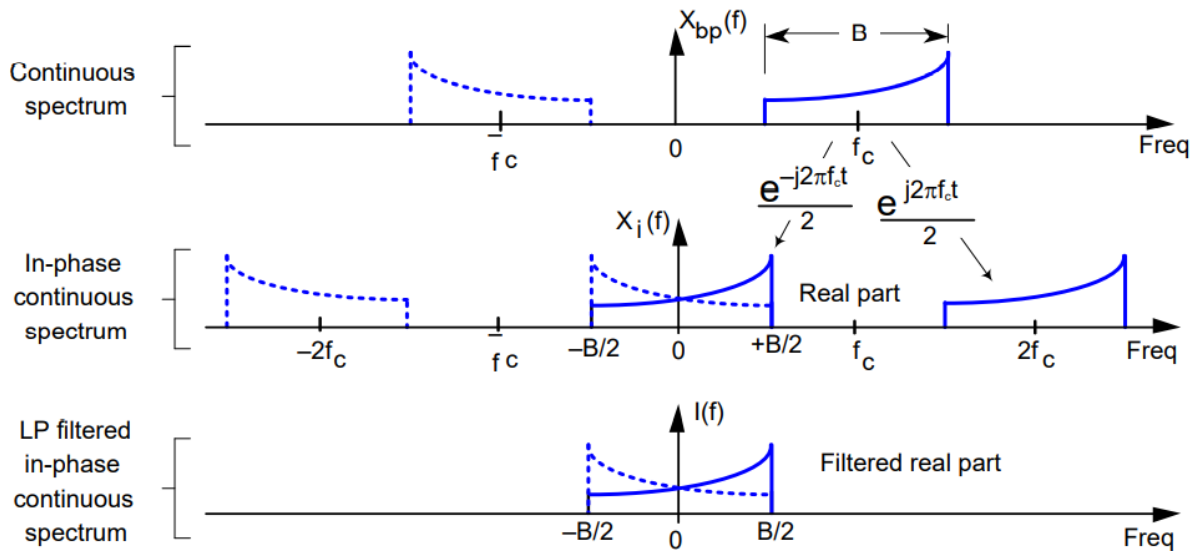 Continuous
spectrum
X_bp(f)
B
–
f c
0
f_c
Freq
e^–j2πf_c t
2
e^j2πf_c t
2
In-phase
continuous
spectrum
X_i(f)
Real part
–2f_c
–
f c
–B/2
0
+B/2
f_c
2f_c
Freq
LP filtered
in-phase
continuous
spectrum
I(f)
Filtered real part
–B/2
0
B/2
Freq